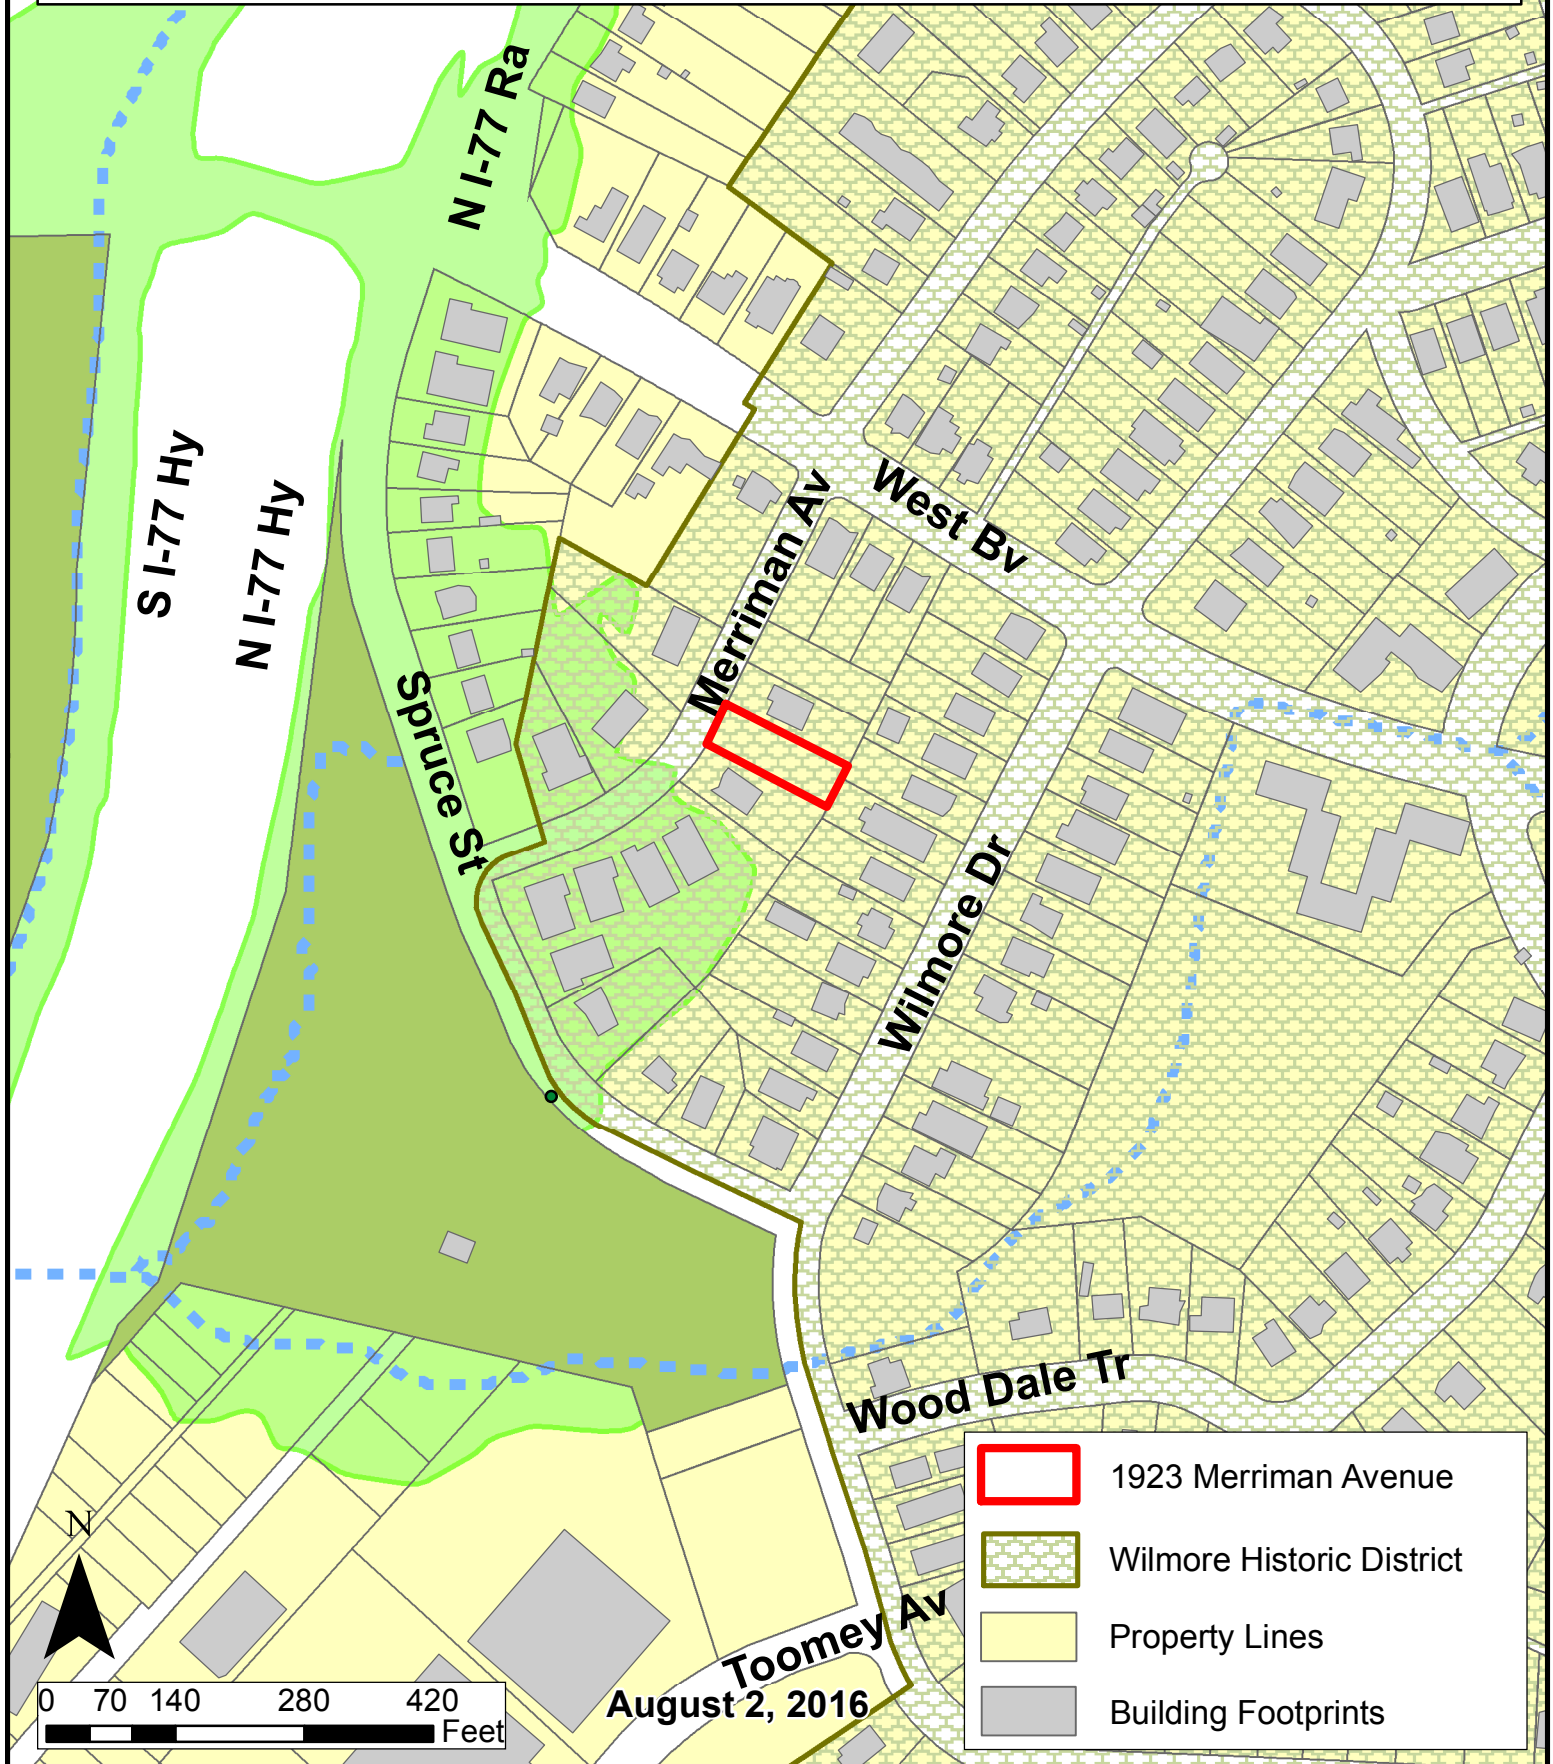 N I-77 Ra
S I-77 Hy
N I-77 Hy
Merriman Av
West Bv
Spruce St
Wilmore Dr
Wood Dale Tr
Toomey Av
1923 Merriman Avenue
Wilmore Historic District
Property Lines
Building Footprints
N
0 70 140 280 420
Feet
August 2, 2016